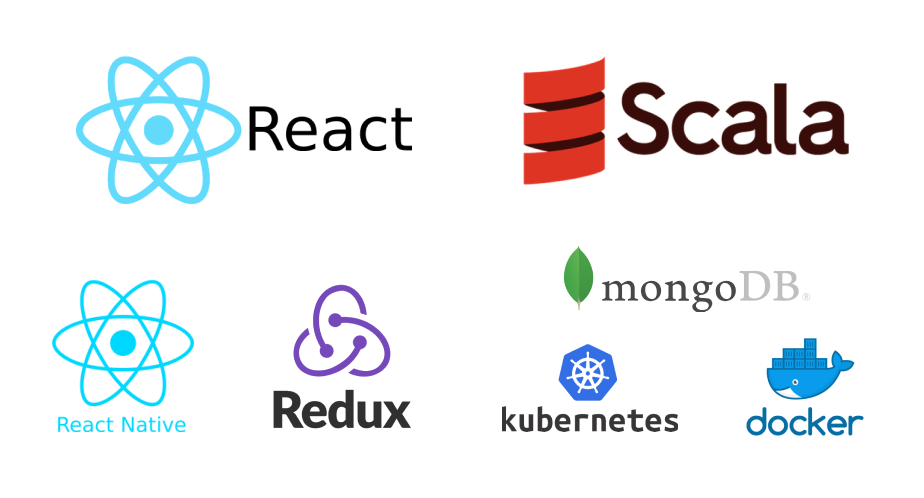 React
Scala
mongoDB®
React Native
Redux
kubernetes
docker